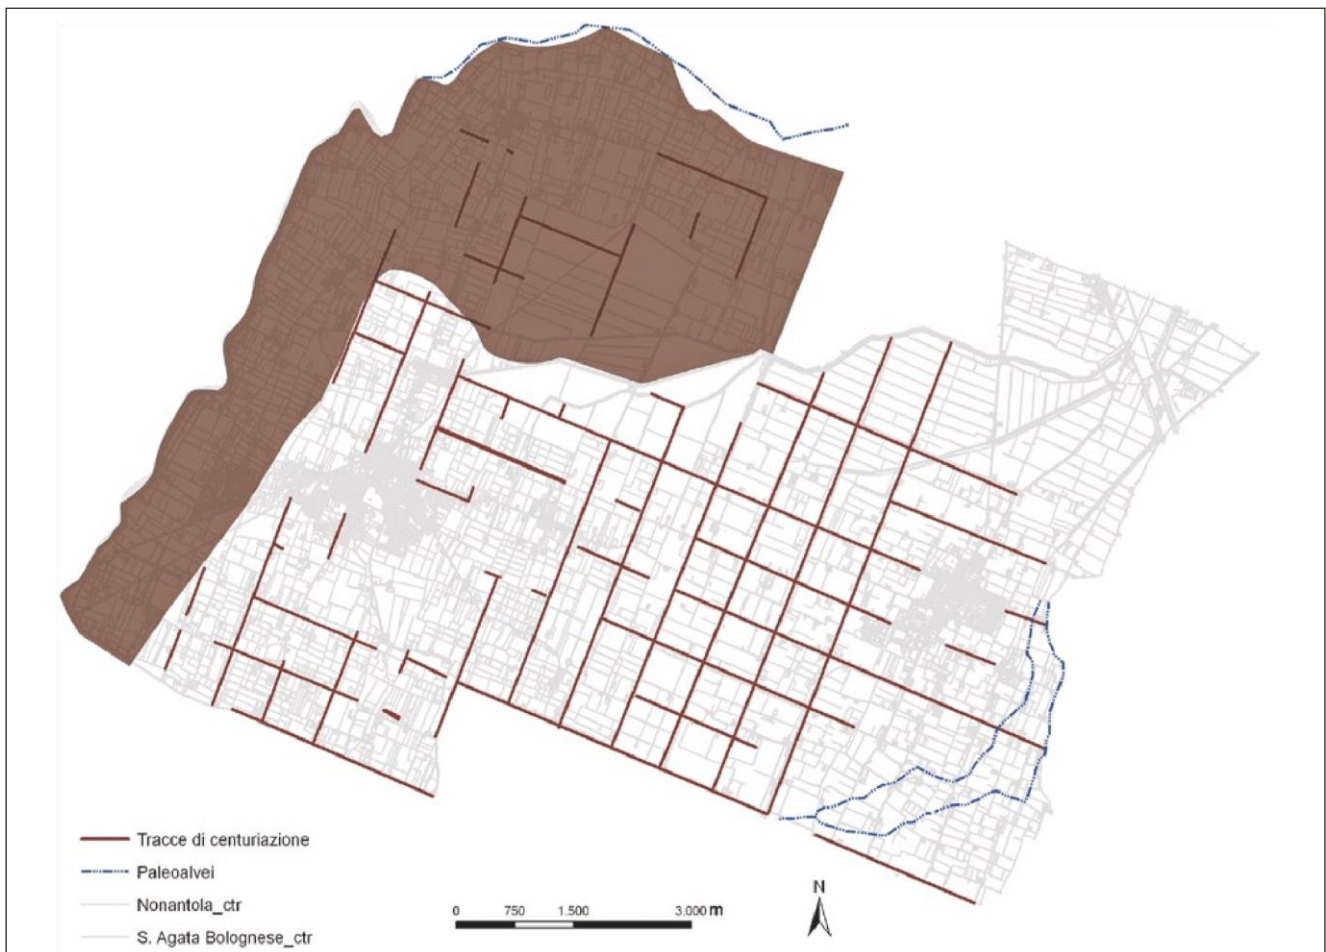 Tracce di centuriazione
Paleoalvei
Nonantola_ctr
S. Agata Bolognese_ctr
0 750 1.500 3.000 m
N